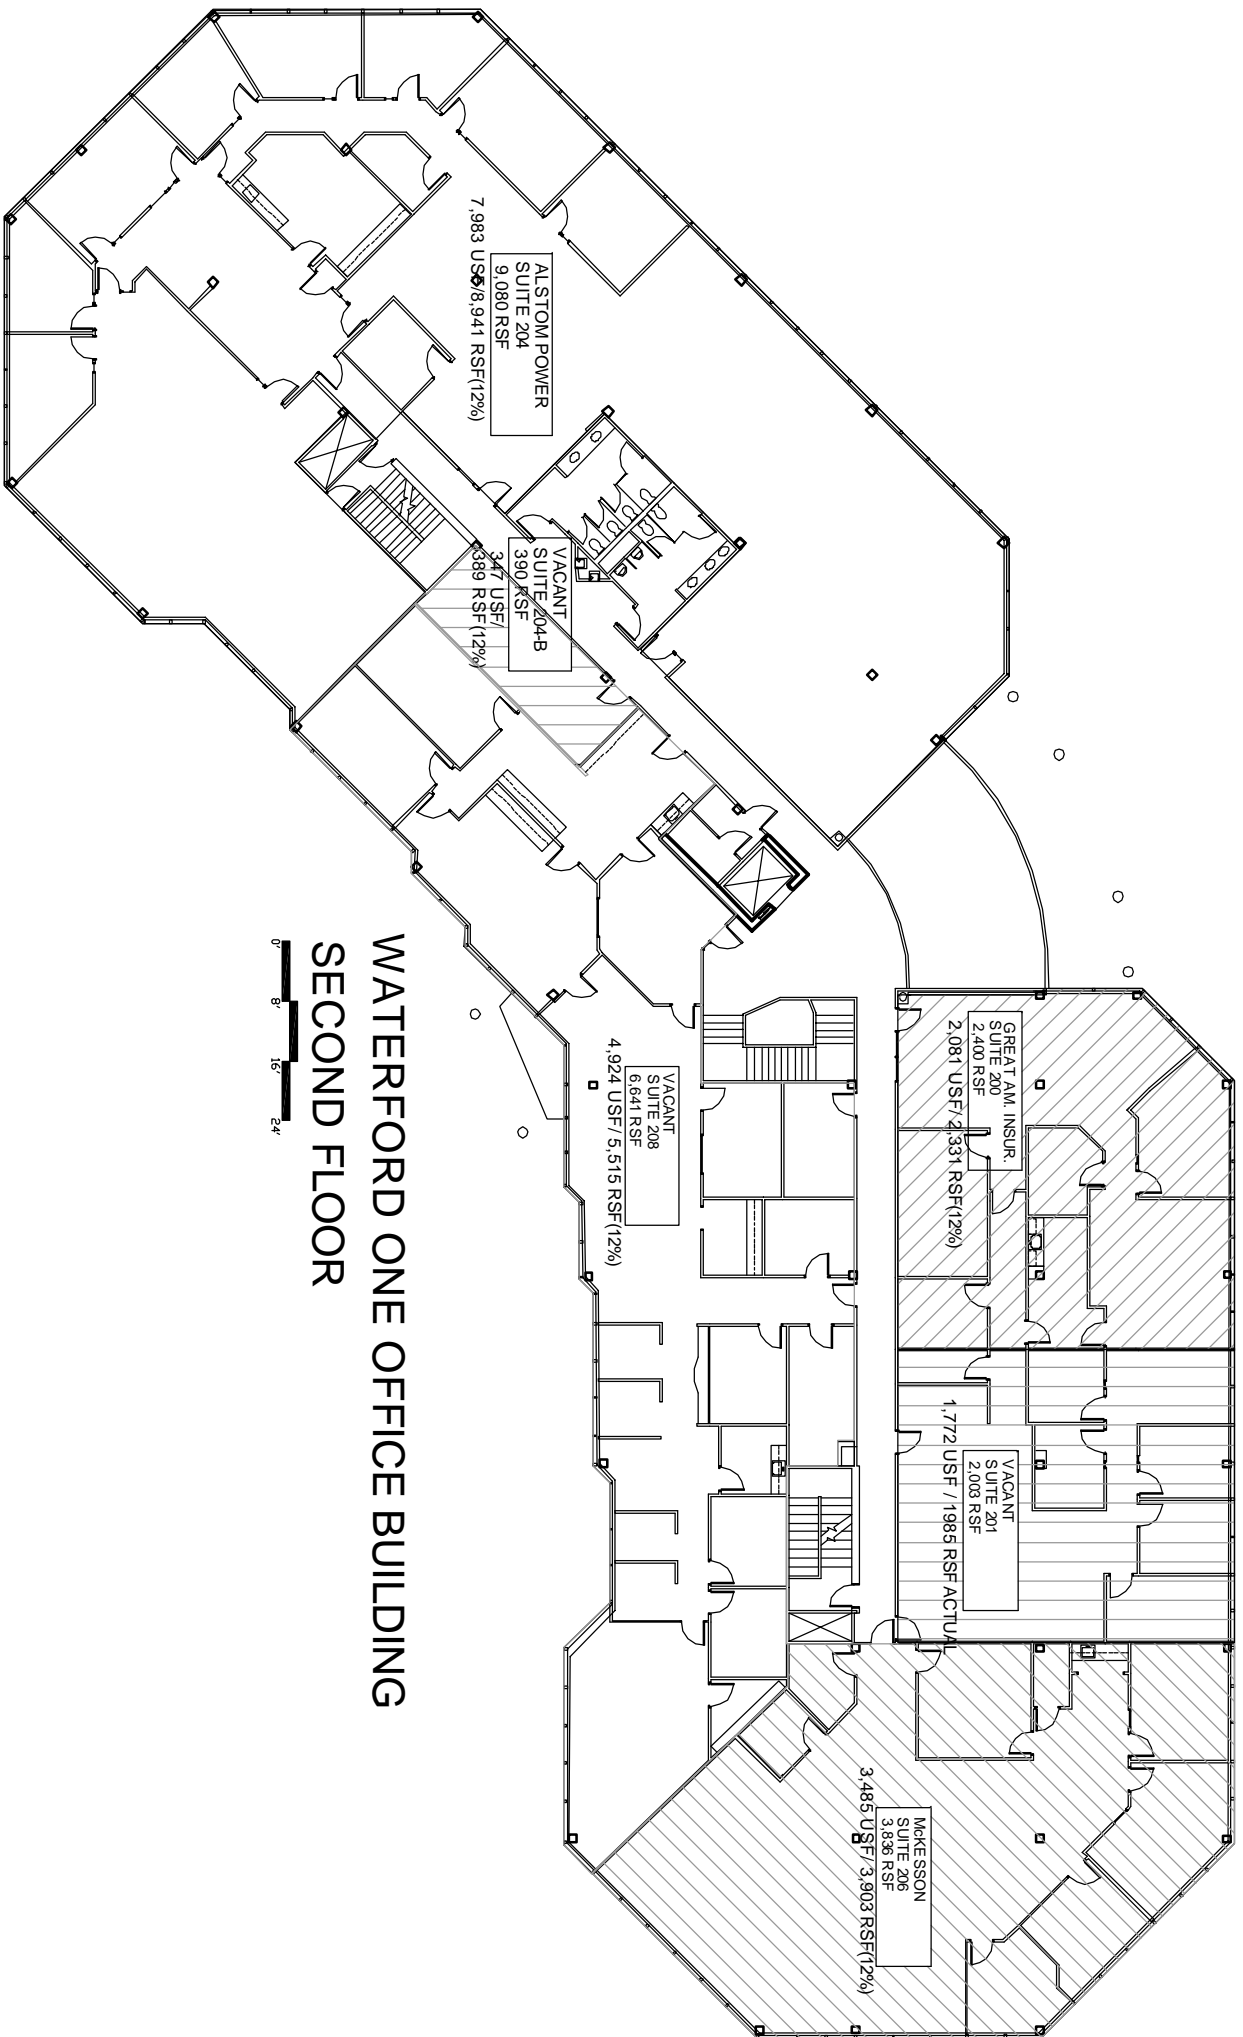 ALSTOM POWER
SUITE 204
9,080 RSF
7,983 USF/8,941 RSF(12%)
VACANT
SUITE 204-B
390 RSF
347 USF/
389 RSF(12%)
GREAT AM. INSUR.
SUITE 200
2,400 RSF
2,081 USF/ 2,331 RSF(12%)
VACANT
SUITE 201
2,003 RSF
1,772 USF / 1985 RSF ACTUAL
VACANT
SUITE 208
6,641 RSF
4,924 USF/ 5,515 RSF(12%)
McKESSON
SUITE 206
3,836 RSF
3,485 USF/ 3,903 RSF(12%)
WATERFORD ONE OFFICE BUILDING
SECOND FLOOR
0' 8' 16' 24'